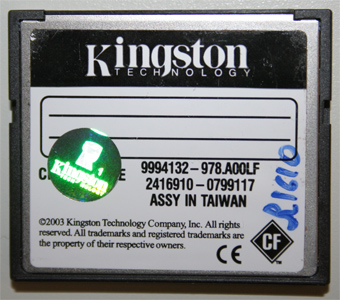 Kingston
TECHNOLOGY
Kingston
9994132-978.A00LF
2416910-0799117
ASSY IN TAIWAN
©2003 Kingston Technology Company, Inc. All rights
reserved. All trademarks and registered trademarks are
the property of their respective owners.
CF
CE